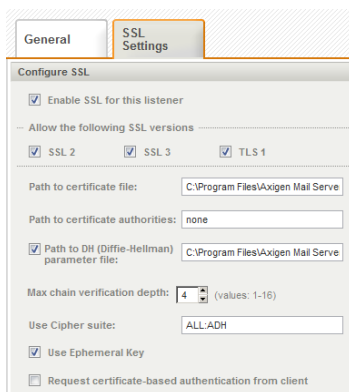 General
SSL
Settings
Configure SSL
Enable SSL for this listener
Allow the following SSL versions
SSL 2 SSL 3 TLS 1
Path to certificate file: C:\Program Files\Axigen Mail Serve
Path to certificate authorities: none
Path to DH (Diffie-Hellman)
parameter file: C:\Program Files\Axigen Mail Serve
Max chain verification depth: 4 (values: 1-16)
Use Cipher suite: ALL:ADH
Use Ephemeral Key
Request certificate-based authentication from client